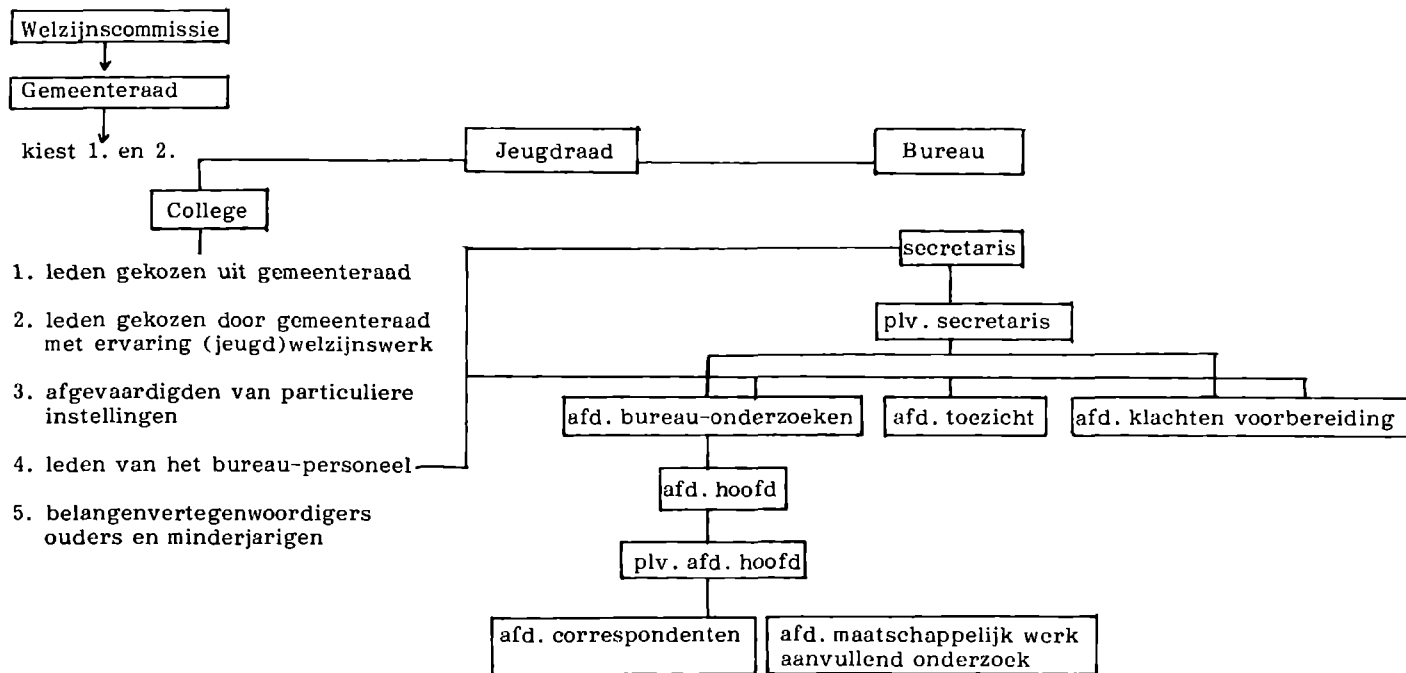 Welzijnscommissie
Gemeenteraad
kiest 1. en 2.
Jeugdraad
Bureau
College
1. leden gekozen uit gemeenteraad
2. leden gekozen door gemeenteraad
met ervaring (jeugd)welzijnswerk
3. afgevaardigden van particuliere
instellingen
4. leden van het bureau-personeel
5. belangenvertegenwoordigers
ouders en minderjarigen
secretaris
plv. secretaris
afd. bureau-onderzoeken
afd. toezicht
afd. klachten voorbereiding
afd. hoofd
plv. afd. hoofd
afd. correspondenten
afd. maatschappelijk werk
aanvullend onderzoek